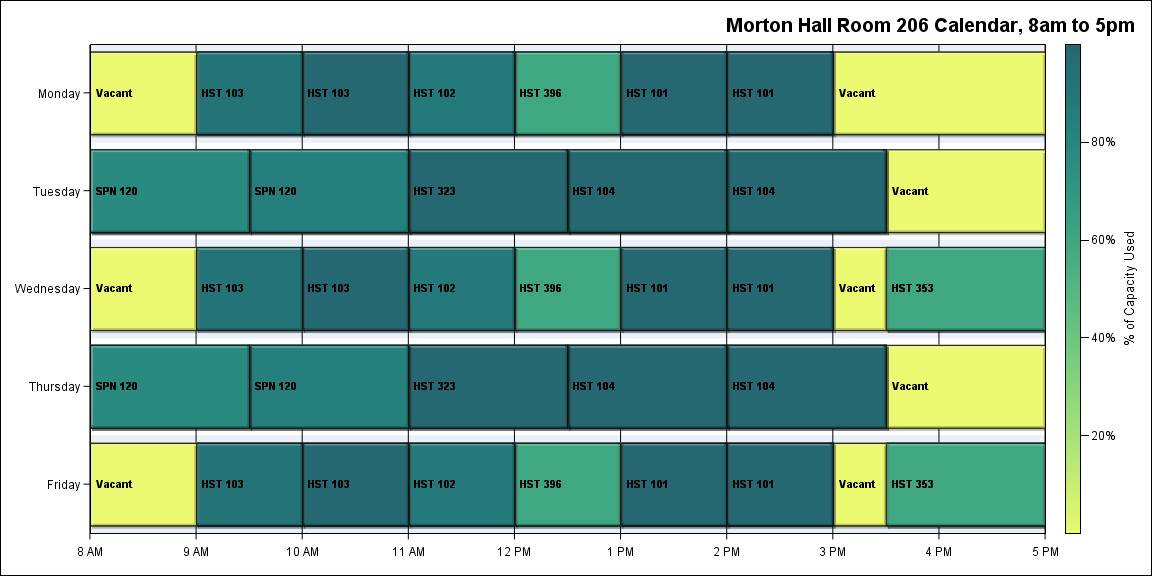 Morton Hall Room 206 Calendar, 8am to 5pm
Monday
Vacant
HST 103
HST 103
HST 102
HST 396
HST 101
HST 101
Vacant
Tuesday
SPN 120
SPN 120
HST 323
HST 104
HST 104
Vacant
Wednesday
Vacant
HST 103
HST 103
HST 102
HST 396
HST 101
HST 101
Vacant
HST 353
Thursday
SPN 120
SPN 120
HST 323
HST 104
HST 104
Vacant
Friday
Vacant
HST 103
HST 103
HST 102
HST 396
HST 101
HST 101
Vacant
HST 353
8 AM
9 AM
10 AM
11 AM
12 PM
1 PM
2 PM
3 PM
4 PM
5 PM
80%
60%
40%
20%
% of Capacity Used